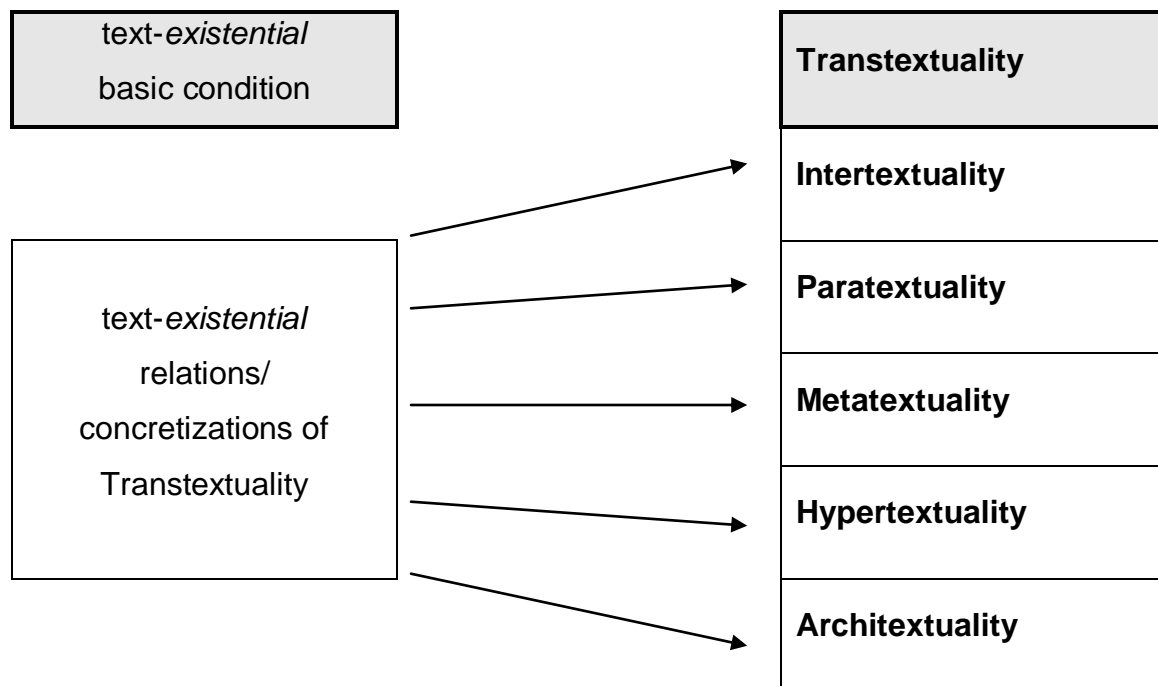 text-existential
basic condition
Transtextuality
Intertextuality
Paratextuality
text-existential
relations/
concretizations of
Transtextuality
Metatextuality
Hypertextuality
Architextuality